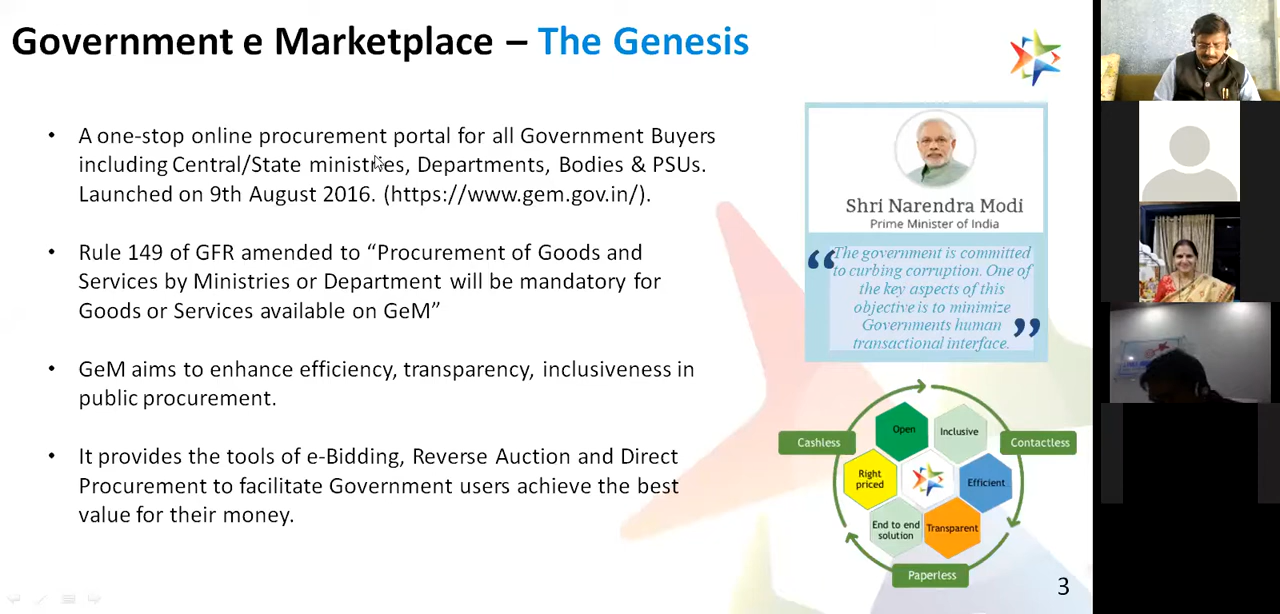 Government e Marketplace – The Genesis
• A one-stop online procurement portal for all Government Buyers
including Central/State ministries, Departments, Bodies & PSUs.
Launched on 9th August 2016. (https://www.gem.gov.in/).
• Rule 149 of GFR amended to “Procurement of Goods and
Services by Ministries or Department will be mandatory for
Goods or Services available on GeM”
• GeM aims to enhance efficiency, transparency, inclusiveness in
public procurement.
• It provides the tools of e-Bidding, Reverse Auction and Direct
Procurement to facilitate Government users achieve the best
value for their money.
Shri Narendra Modi
Prime Minister of India
“The government is committed
to curbing corruption. One of
the key aspects of this
objective is to minimize
Governments human
transactional interface.”
Cashless
Open
Inclusive
Contactless
Right
priced
Efficient
End to end
solution
Transparent
Paperless
3